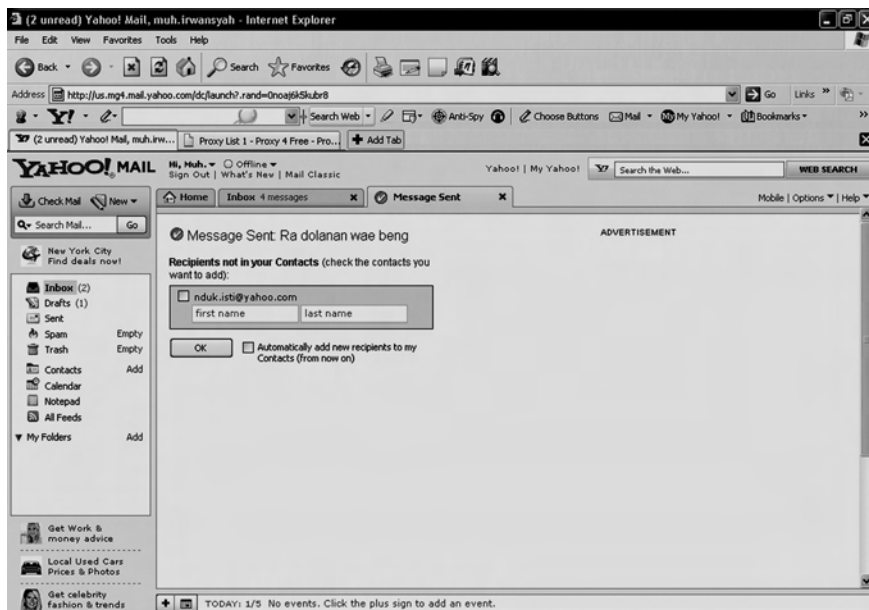 (2 unread) Yahoo! Mail, muh.irwansyah - Internet Explorer
File Edit View Favorites Tools Help
Back Search Favorites
Address http://us.mg4.mail.yahoo.com/dc/launch?.rand=0noaj6k5kubr8 Go Links »
Y! Search Web Anti-Spy Choose Buttons Mail My Yahoo! Bookmarks »
(2 unread) Yahoo! Mail, muh.irw... Proxy List 1 - Proxy 4 Free - Pro... Add Tab
YAHOO! MAIL
Hi, Muh. Offline
Sign Out | What's New | Mail Classic
Yahoo! | My Yahoo! Y7 Search the Web... WEB SEARCH
Check Mail New
Home Inbox 4 messages x Message Sent x Mobile | Options | Help
Search Mail... Go
New York City
Find deals now!
Inbox (2)
Drafts (1)
Sent
Spam Empty
Trash Empty
Contacts Add
Calendar
Notepad
All Feeds
My Folders Add
Get Work &
money advice
Local Used Cars
Prices & Photos
Get celebrity
fashion & trends
Message Sent: Ra dolanan wae beng
Recipients not in your Contacts (check the contacts you
want to add):
nduk.isti@yahoo.com
first name last name
OK Automatically add new recipients to my
Contacts (from now on)
ADVERTISEMENT
TODAY: 1/5 No events. Click the plus sign to add an event.